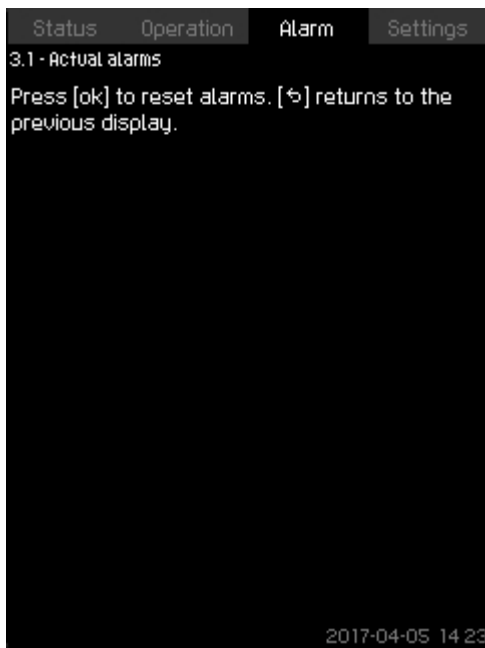 Status Operation Alarm Settings
3.1 - Actual alarms
Press [ok] to reset alarms. [↰] returns to the
previous display.
2017-04-05 14 23